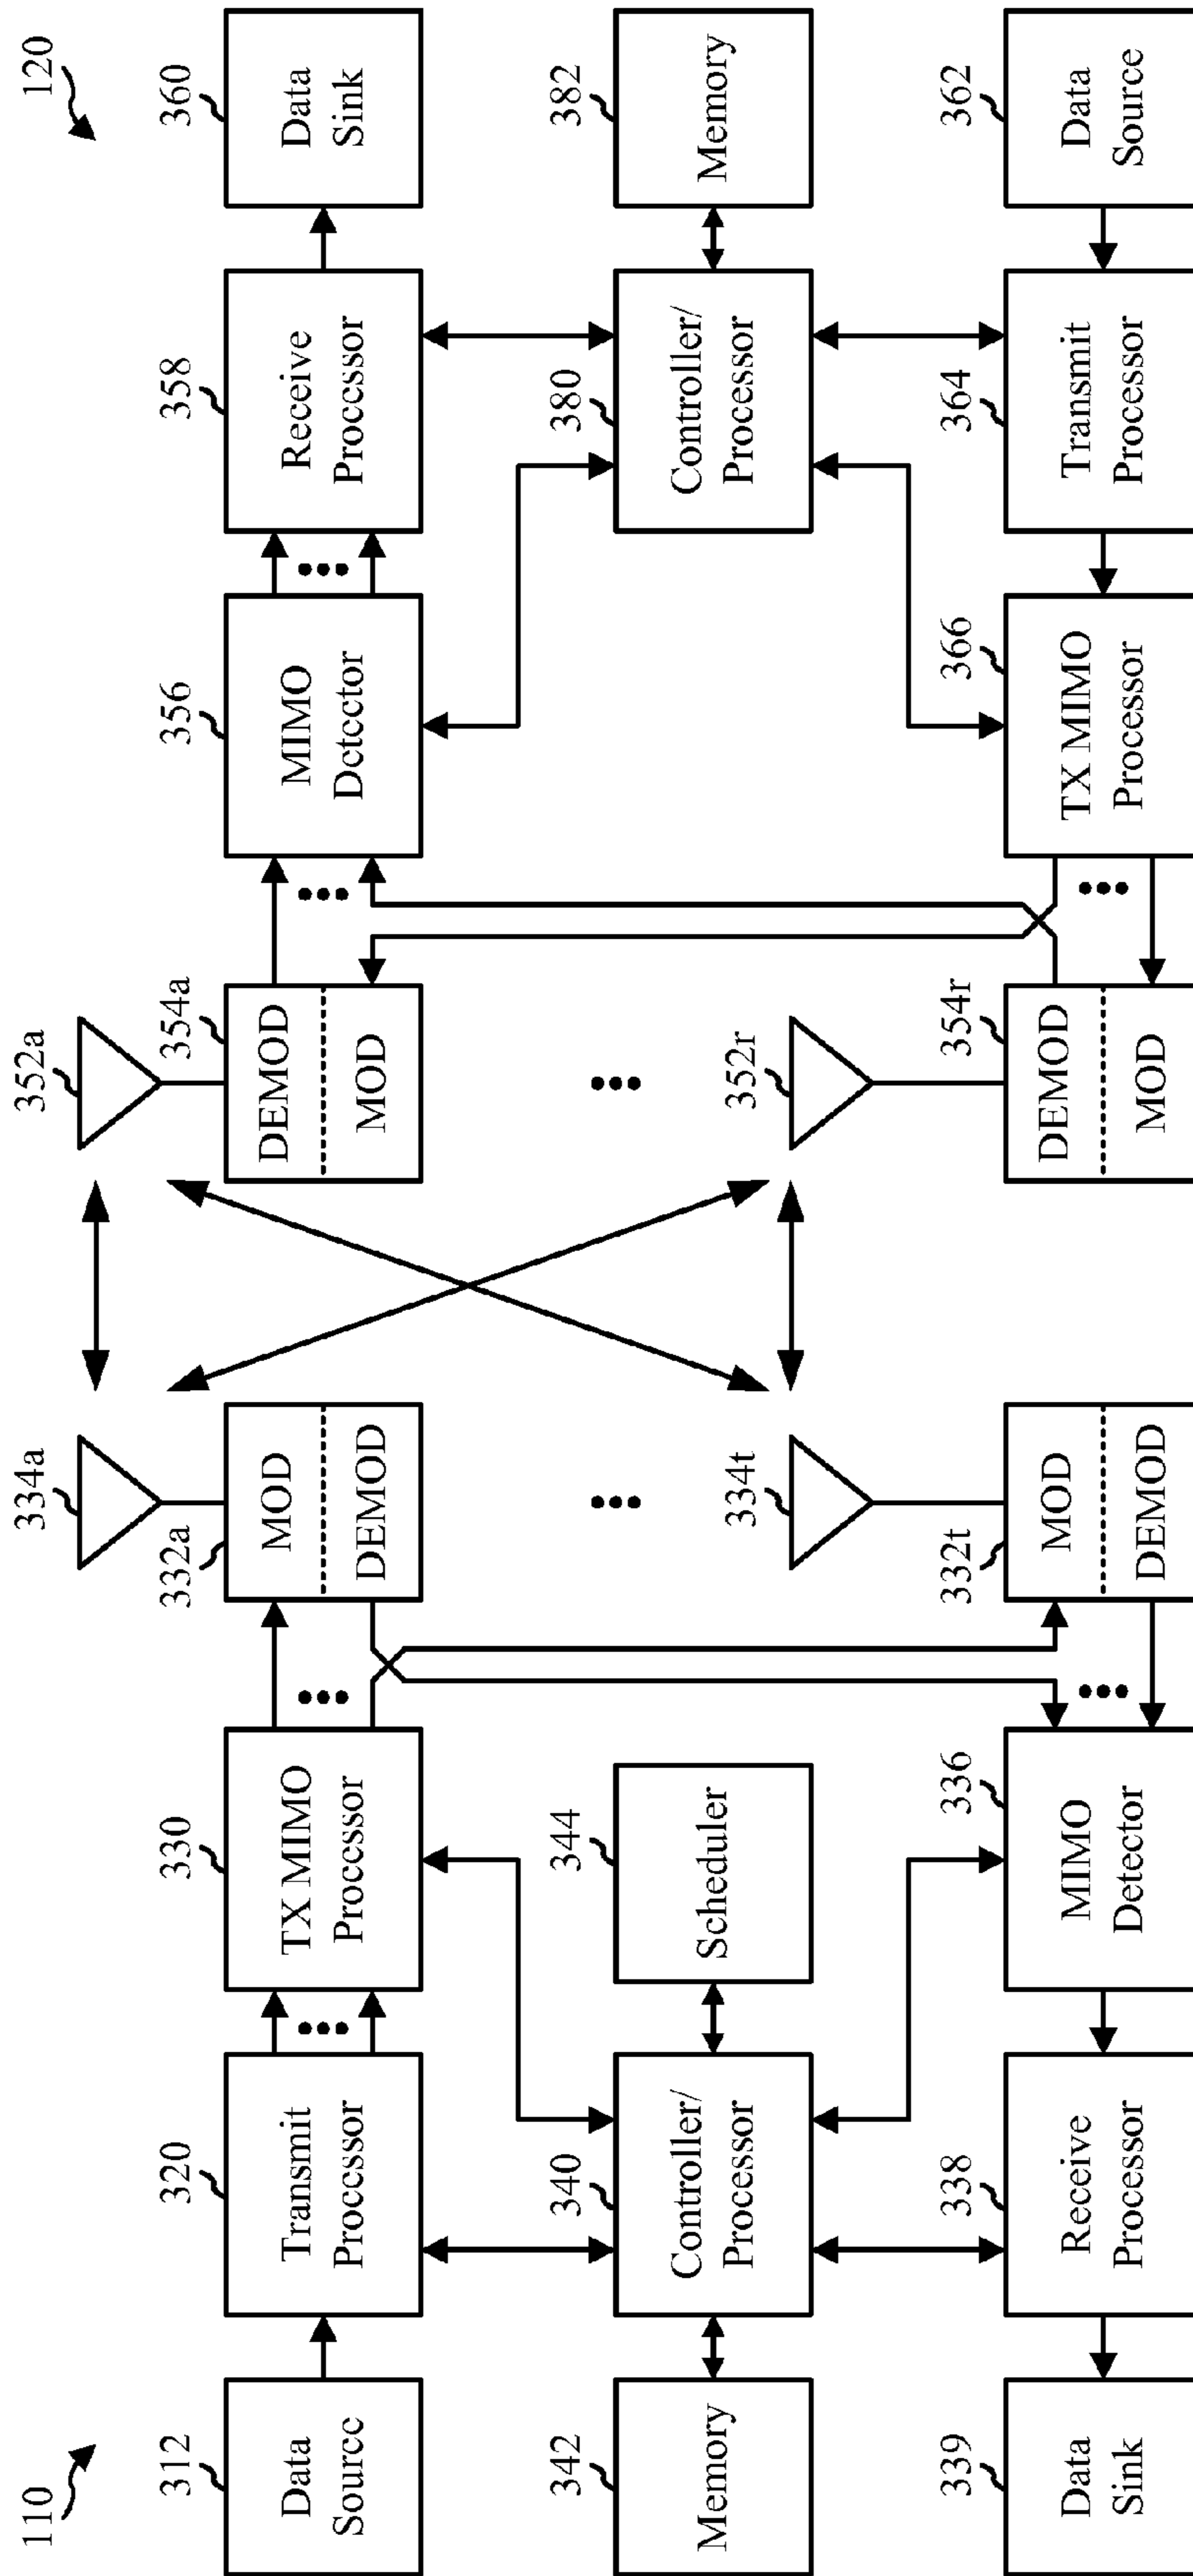 110
120
334a
352a
312
320
330
332a
354a
356
358
360
Data
Source
Transmit
Processor
TX MIMO
Processor
MOD
DEMOD
DEMOD
MOD
MIMO
Detector
Receive
Processor
Data
Sink
342
340
344
380
382
Memory
Controller/
Processor
Scheduler
Controller/
Processor
Memory
334t
352r
339
338
336
332t
354r
366
364
362
Data
Sink
Receive
Processor
MIMO
Detector
MOD
DEMOD
DEMOD
MOD
TX MIMO
Processor
Transmit
Processor
Data
Source